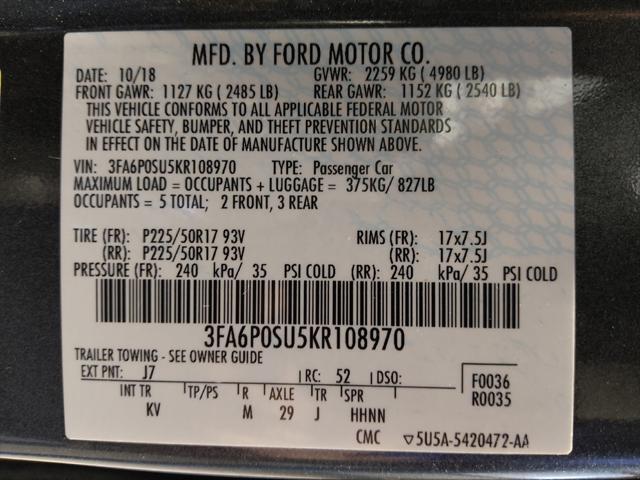 MFD. BY FORD MOTOR CO.
DATE: 10/18 GVWR: 2259 KG ( 4980 LB)
FRONT GAWR: 1127 KG ( 2485 LB) REAR GAWR: 1152 KG ( 2540 LB)
THIS VEHICLE CONFORMS TO ALL APPLICABLE FEDERAL MOTOR
VEHICLE SAFETY, BUMPER, AND THEFT PREVENTION STANDARDS
IN EFFECT ON THE DATE OF MANUFACTURE SHOWN ABOVE.
VIN: 3FA6P0SU5KR108970 TYPE: Passenger Car
MAXIMUM LOAD = OCCUPANTS + LUGGAGE = 375KG/ 827LB
OCCUPANTS = 5 TOTAL; 2 FRONT, 3 REAR
TIRE (FR): P225/50R17 93V RIMS (FR): 17x7.5J
(RR): P225/50R17 93V (RR): 17x7.5J
PRESSURE (FR): 240 kPa/ 35 PSI COLD (RR): 240 kPa/ 35 PSI COLD
3FA6P0SU5KR108970
TRAILER TOWING - SEE OWNER GUIDE
EXT PNT: J7 RC: 52 DSO: F0036
INT TR TP/PS R AXLE TR SPR R0035
KV M 29 J HHNN
CMC ▽5U5A-5420472-AA